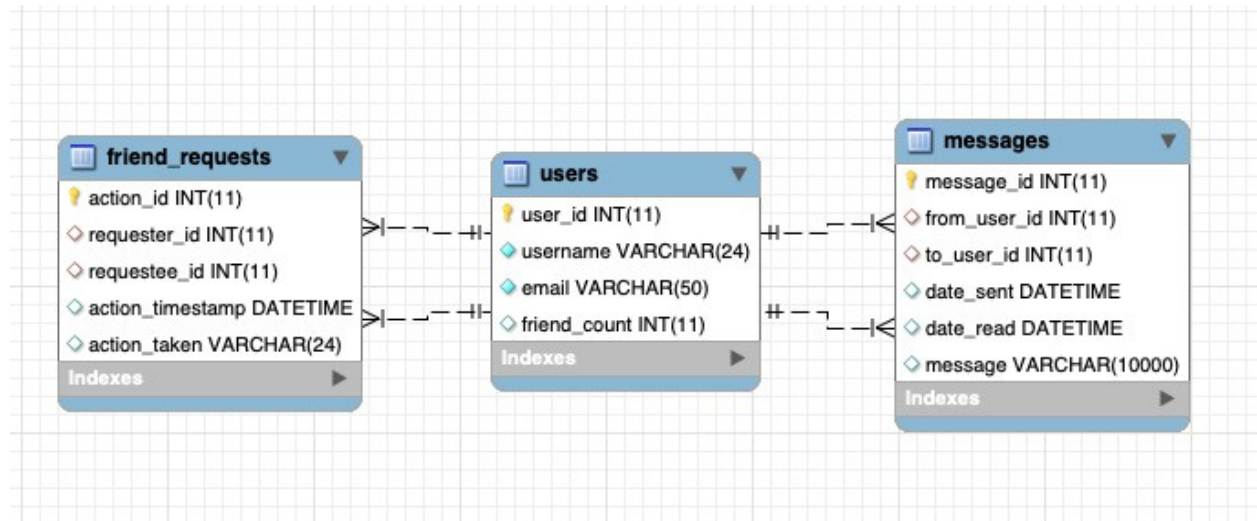 friend_requests
action_id INT(11)
requester_id INT(11)
requestee_id INT(11)
action_timestamp DATETIME
action_taken VARCHAR(24)
Indexes
users
user_id INT(11)
username VARCHAR(24)
email VARCHAR(50)
friend_count INT(11)
Indexes
messages
message_id INT(11)
from_user_id INT(11)
to_user_id INT(11)
date_sent DATETIME
date_read DATETIME
message VARCHAR(10000)
Indexes